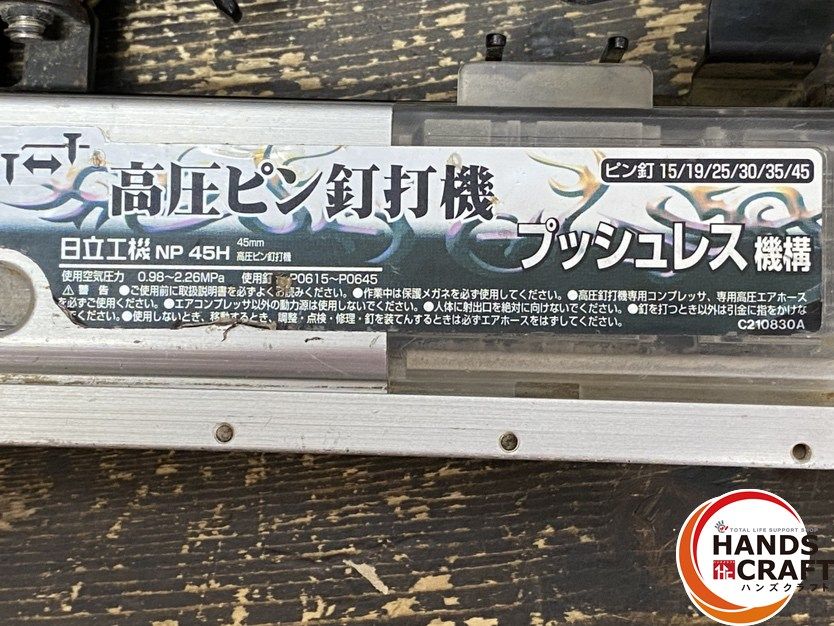 T↔T
高圧ピン釘打機
ピン釘 15/19/25/30/35/45
日立工機 NP 45H 45mm 高圧ピン釘打機
プッシュレス機構
使用空気圧力 0.98~2.26MPa 使用釘 P0615~P0645
警告 ●ご使用前に取扱説明書を必ずよくお読みください。●作業中は保護メガネを必ず使用してください。●高圧釘打機専用コンプレッサ、専用高圧エアホース
を必ずご使用ください。●エアコンプレッサ以外の動力源は使用しないでください。●人体に射出口を絶対に向けないでください。●釘を打つとき以外は引金に指をかけな
い●使用しないとき、移動するとき、調整・点検・修理・釘を装てんするときは必ずエアホースをはずしてください。
C210830A
TOTAL LIFE SUPPORT
HANDS
CRAFT
ハンズクラフト